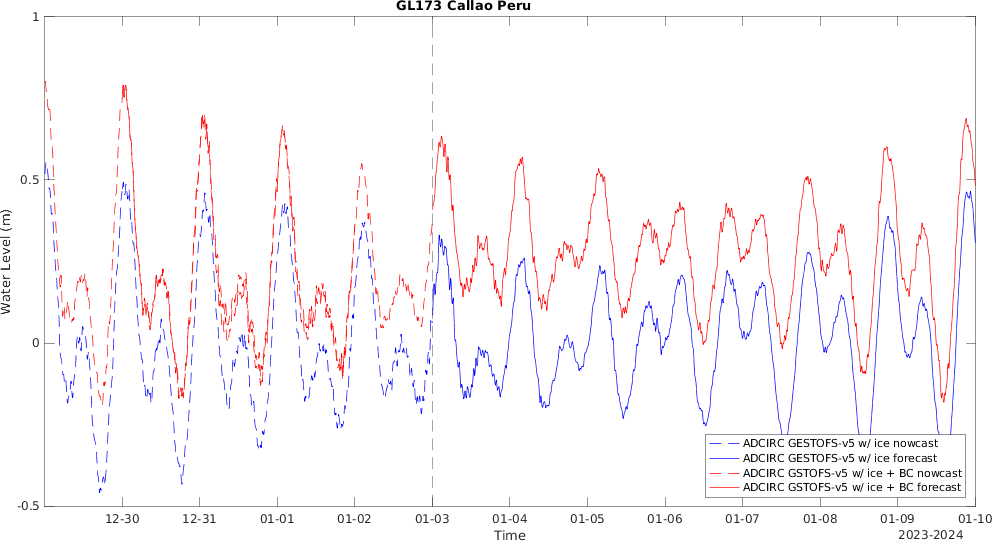 GL173 Callao Peru
1
0.5
0
-0.5
Water Level (m)
12-30
12-31
01-01
01-02
01-03
01-04
01-05
01-06
01-07
01-08
01-09
01-10
Time
2023-2024
ADCIRC GESTOFS-v5 w/ ice nowcast
ADCIRC GESTOFS-v5 w/ ice forecast
ADCIRC GSTOFS-v5 w/ ice + BC nowcast
ADCIRC GSTOFS-v5 w/ ice + BC forecast